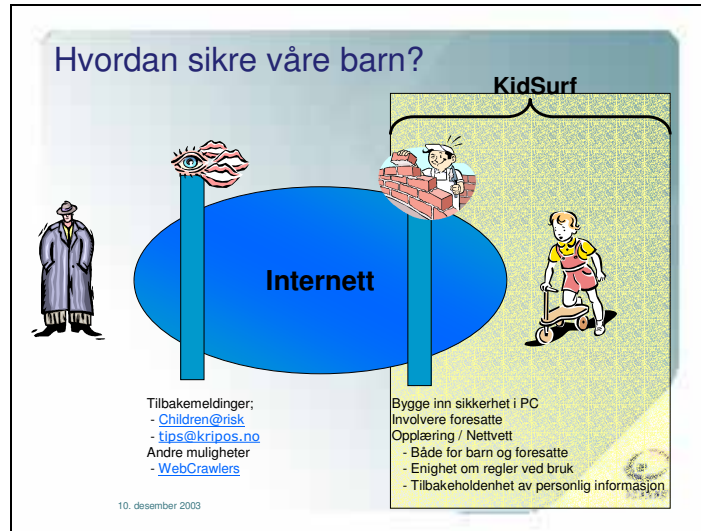 Hvordan sikre våre barn?
KidSurf
Internett
Tilbakemeldinger;
- Children@risk
- tips@kripos.no
Andre muligheter
- WebCrawlers
Bygge inn sikkerhet i PC
Involvere foresatte
Opplæring / Nettvett
- Både for barn og foresatte
- Enighet om regler ved bruk
- Tilbakeholdenhet av personlig informasjon
10. desember 2003